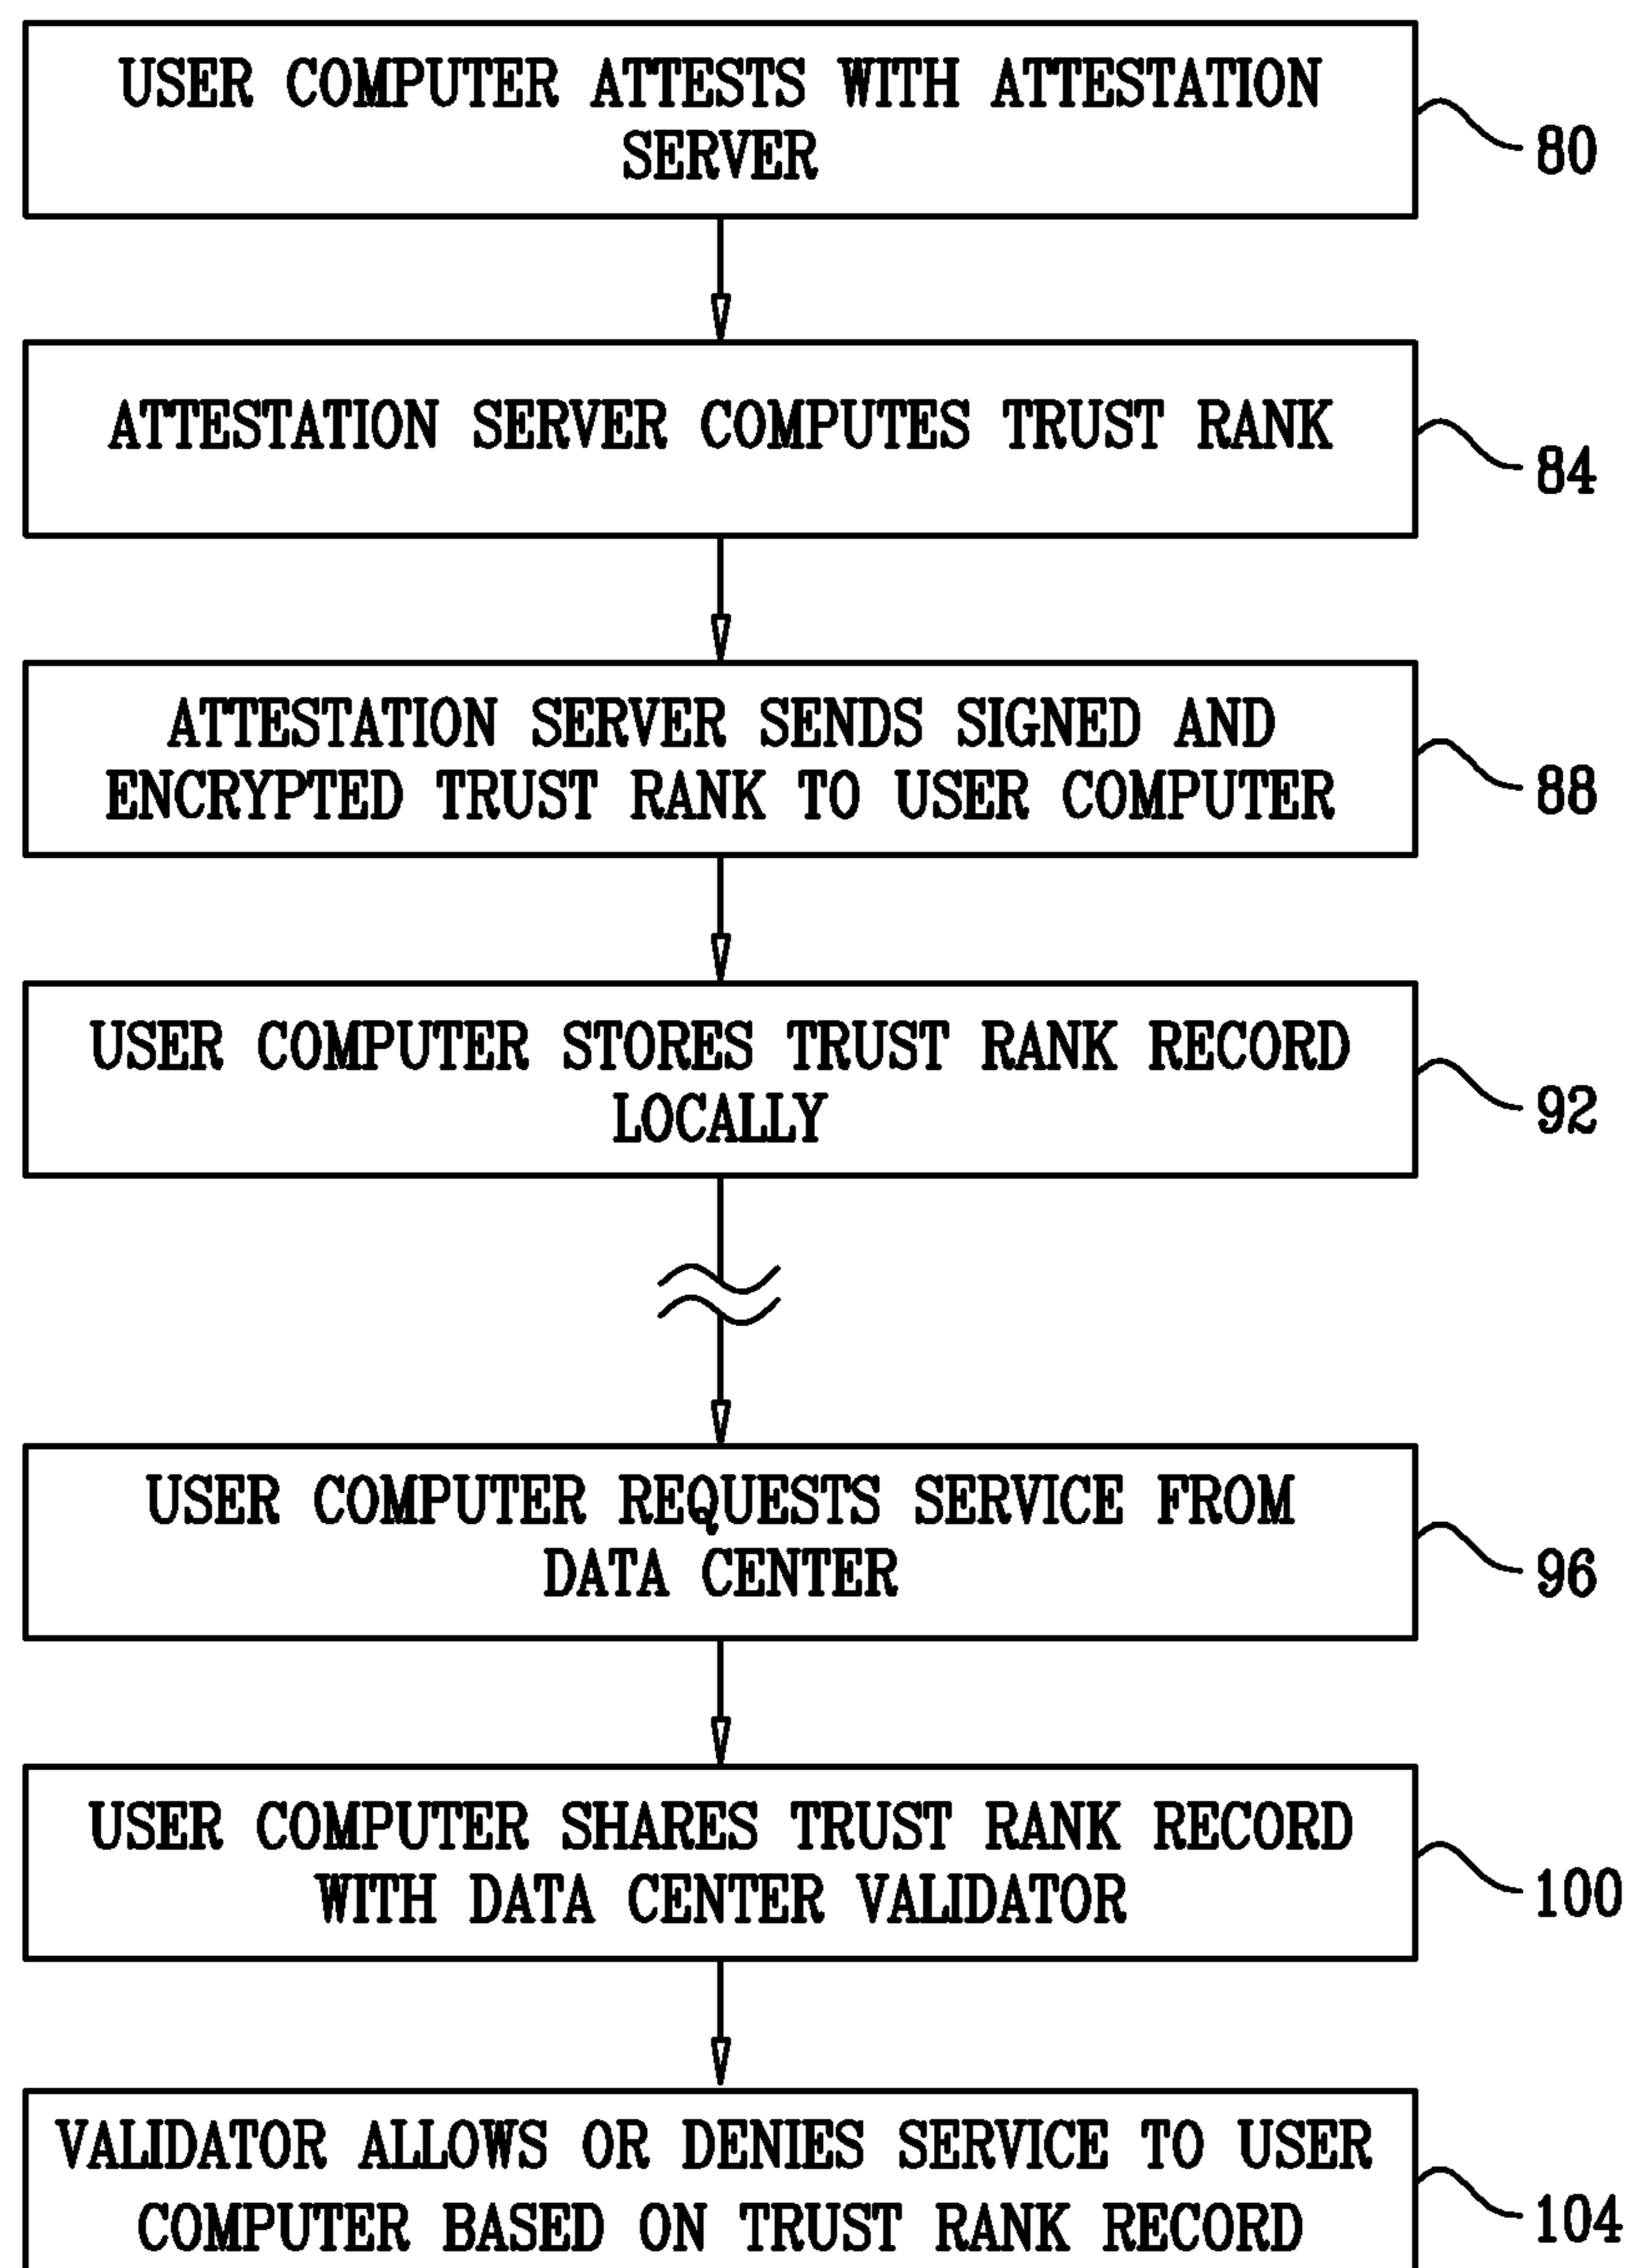 USER COMPUTER ATTESTS WITH ATTESTATION
SERVER
80
ATTESTATION SERVER COMPUTES TRUST RANK
84
ATTESTATION SERVER SENDS SIGNED AND
ENCRYPTED TRUST RANK TO USER COMPUTER
88
USER COMPUTER STORES TRUST RANK RECORD
LOCALLY
92
USER COMPUTER REQUESTS SERVICE FROM
DATA CENTER
96
USER COMPUTER SHARES TRUST RANK RECORD
WITH DATA CENTER VALIDATOR
100
VALIDATOR ALLOWS OR DENIES SERVICE TO USER
COMPUTER BASED ON TRUST RANK RECORD
104